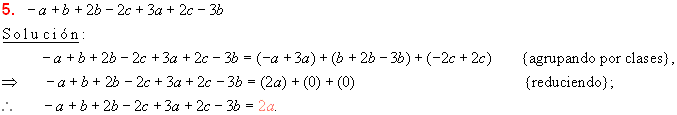 5. − a + b + 2b − 2c + 3a + 2c − 3b
Solución:
− a + b + 2b − 2c + 3a + 2c − 3b = (−a + 3a) + (b + 2b − 3b) + (−2c + 2c) {agrupando por clases},
⇒ − a + b + 2b − 2c + 3a + 2c − 3b = (2a) + (0) + (0) {reduciendo};
∴ − a + b + 2b − 2c + 3a + 2c − 3b = 2a.